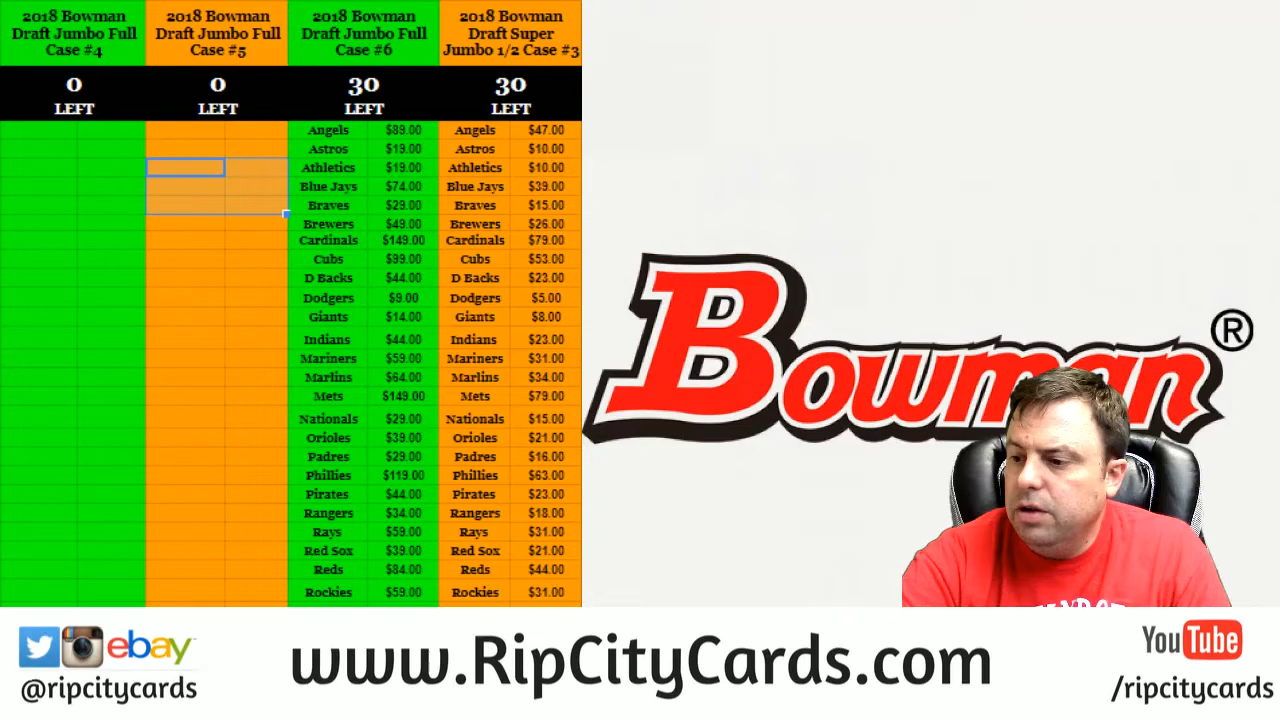 2018 Bowman
Draft Jumbo Full
Case #4
2018 Bowman
Draft Jumbo Full
Case #5
2018 Bowman
Draft Jumbo Full
Case #6
2018 Bowman
Draft Super
Jumbo 1/2 Case #3
0
LEFT
0
LEFT
30
LEFT
30
LEFT
Angels $89.00 Angels $47.00
Astros $19.00 Astros $10.00
Athletics $19.00 Athletics $10.00
Blue Jays $74.00 Blue Jays $39.00
Braves $29.00 Braves $15.00
Brewers $49.00 Brewers $26.00
Cardinals $149.00 Cardinals $79.00
Cubs $99.00 Cubs $53.00
D Backs $44.00 D Backs $23.00
Dodgers $9.00 Dodgers $5.00
Giants $14.00 Giants $8.00
Indians $44.00 Indians $23.00
Mariners $59.00 Mariners $31.00
Marlins $64.00 Marlins $34.00
Mets $149.00 Mets $79.00
Nationals $29.00 Nationals $15.00
Orioles $39.00 Orioles $21.00
Padres $29.00 Padres $16.00
Phillies $119.00 Phillies $63.00
Pirates $44.00 Pirates $23.00
Rangers $34.00 Rangers $18.00
Rays $59.00 Rays $31.00
Red Sox $39.00 Red Sox $21.00
Reds $84.00 Reds $44.00
Rockies $59.00 Rockies $31.00
Bowman®
ebay
@ripcitycards
www.RipCityCards.com
YouTube
/ripcitycards